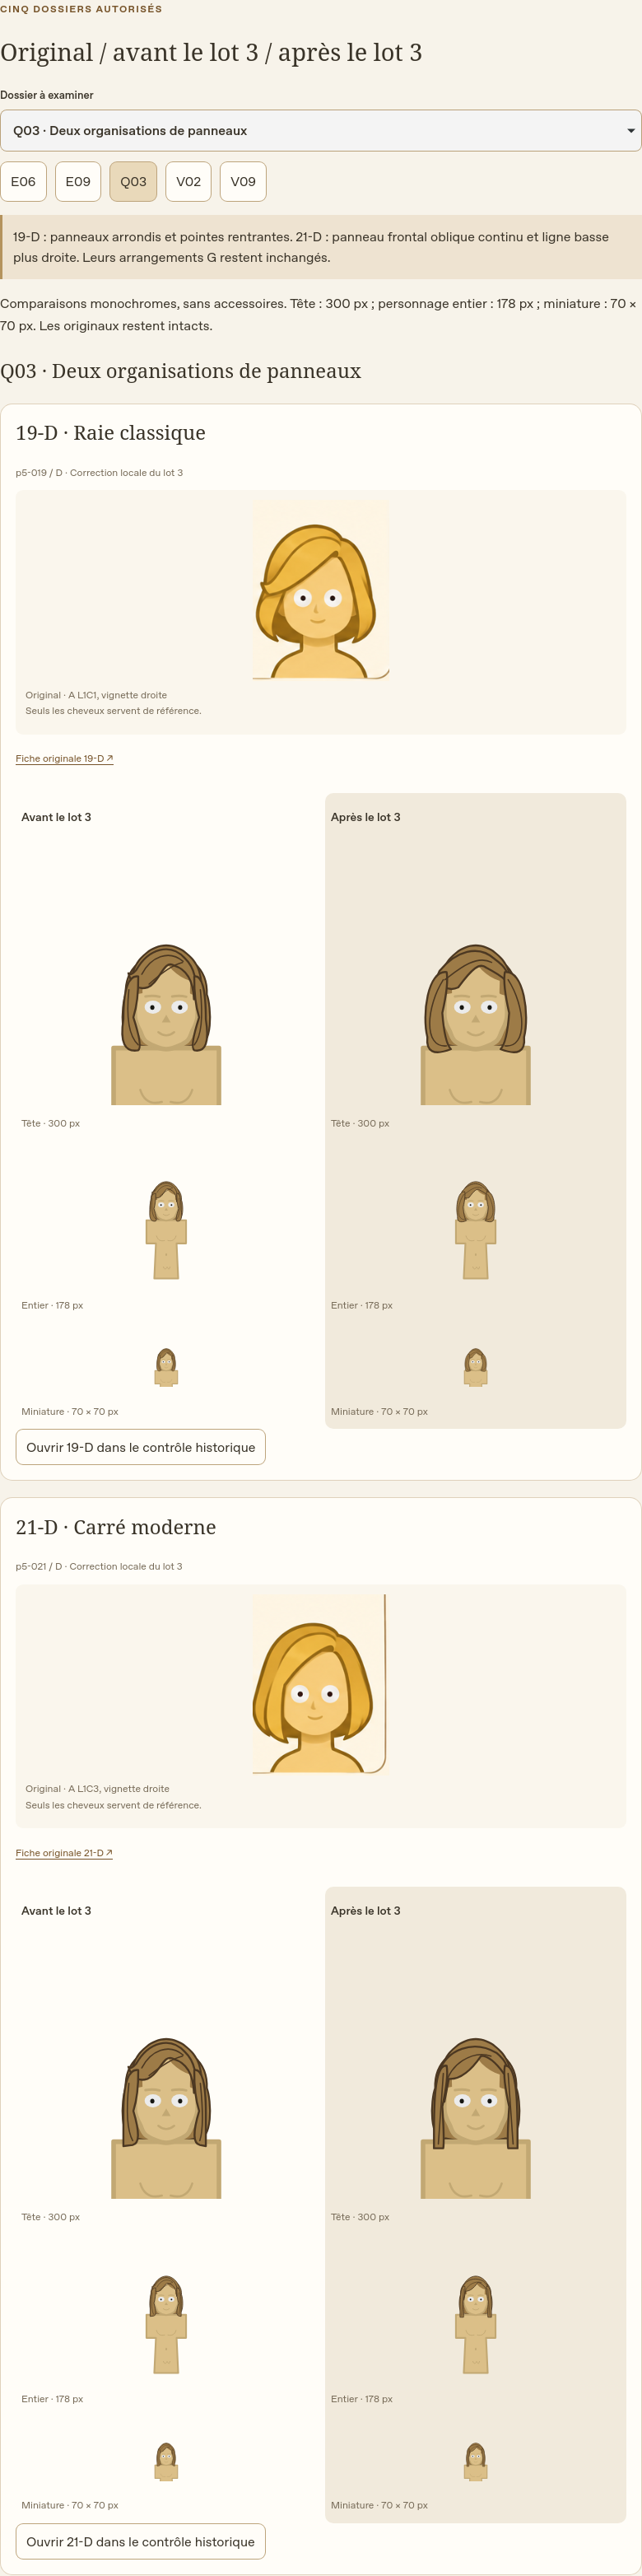 CINQ DOSSIERS AUTORISÉS
Original / avant le lot 3 / après le lot 3
Dossier à examiner
Q03 · Deux organisations de panneaux
E06
E09
Q03
V02
V09
19-D : panneaux arrondis et pointes rentrantes. 21-D : panneau frontal oblique continu et ligne basse
plus droite. Leurs arrangements G restent inchangés.
Comparaisons monochromes, sans accessoires. Tête : 300 px ; personnage entier : 178 px ; miniature : 70 ×
70 px. Les originaux restent intacts.
Q03 · Deux organisations de panneaux
19-D · Raie classique
p5-019 / D · Correction locale du lot 3
Original · A L1C1, vignette droite
Seuls les cheveux servent de référence.
Fiche originale 19-D ↗
Avant le lot 3
Après le lot 3
Tête · 300 px
Tête · 300 px
Entier · 178 px
Entier · 178 px
Miniature · 70 × 70 px
Miniature · 70 × 70 px
Ouvrir 19-D dans le contrôle historique
21-D · Carré moderne
p5-021 / D · Correction locale du lot 3
Original · A L1C3, vignette droite
Seuls les cheveux servent de référence.
Fiche originale 21-D ↗
Avant le lot 3
Après le lot 3
Tête · 300 px
Tête · 300 px
Entier · 178 px
Entier · 178 px
Miniature · 70 × 70 px
Miniature · 70 × 70 px
Ouvrir 21-D dans le contrôle historique